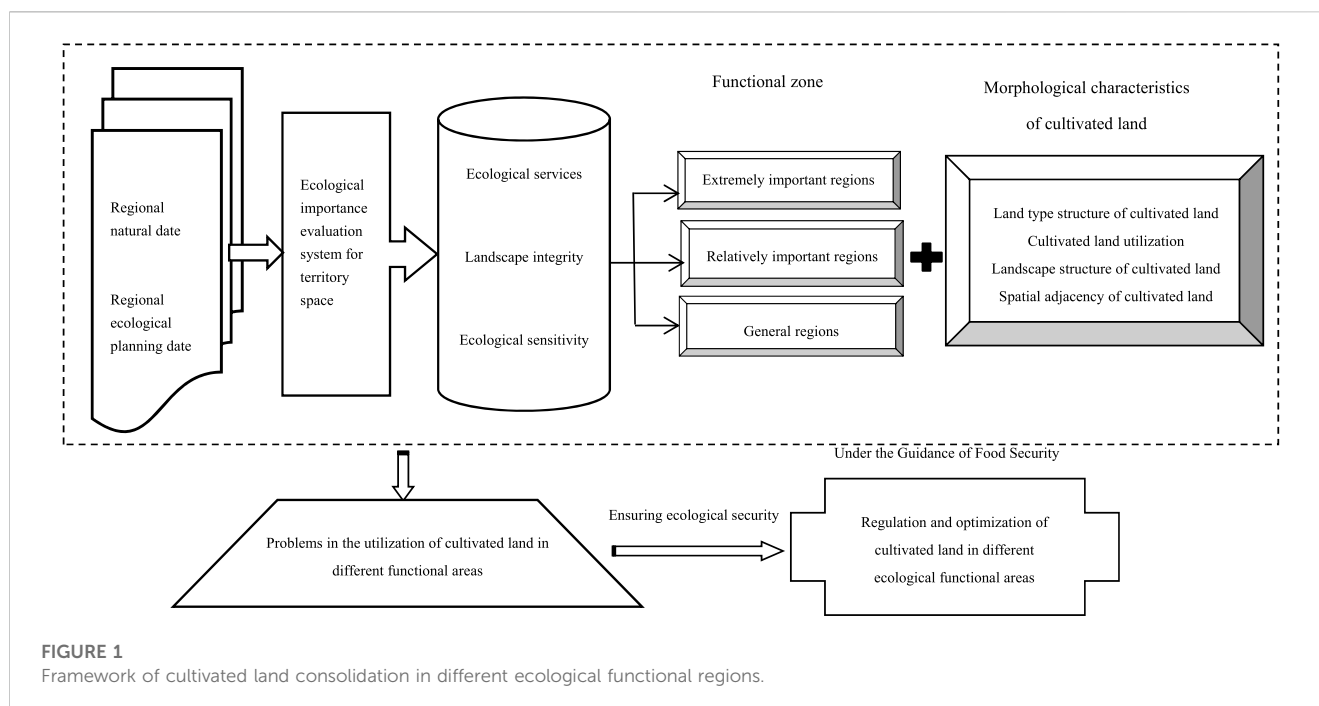 Regional
natural date
Regional
ecological
planning date
Ecological
importance
evaluation
system for
territory
space
Ecological services
Landscape integrity
Ecological sensitivity
Functional zone
Extremely important regions
Relatively important regions
General regions
Morphological characteristics
of cultivated land
Land type structure of cultivated land
Cultivated land utilization
Landscape structure of cultivated land
Spatial adjacency of cultivated land
Problems in the utilization of cultivated land in
different functional areas
Ensuring ecological security
Under the Guidance of Food Security
Regulation and optimization of
cultivated land in different
ecological functional areas
FIGURE 1
Framework of cultivated land consolidation in different ecological functional regions.